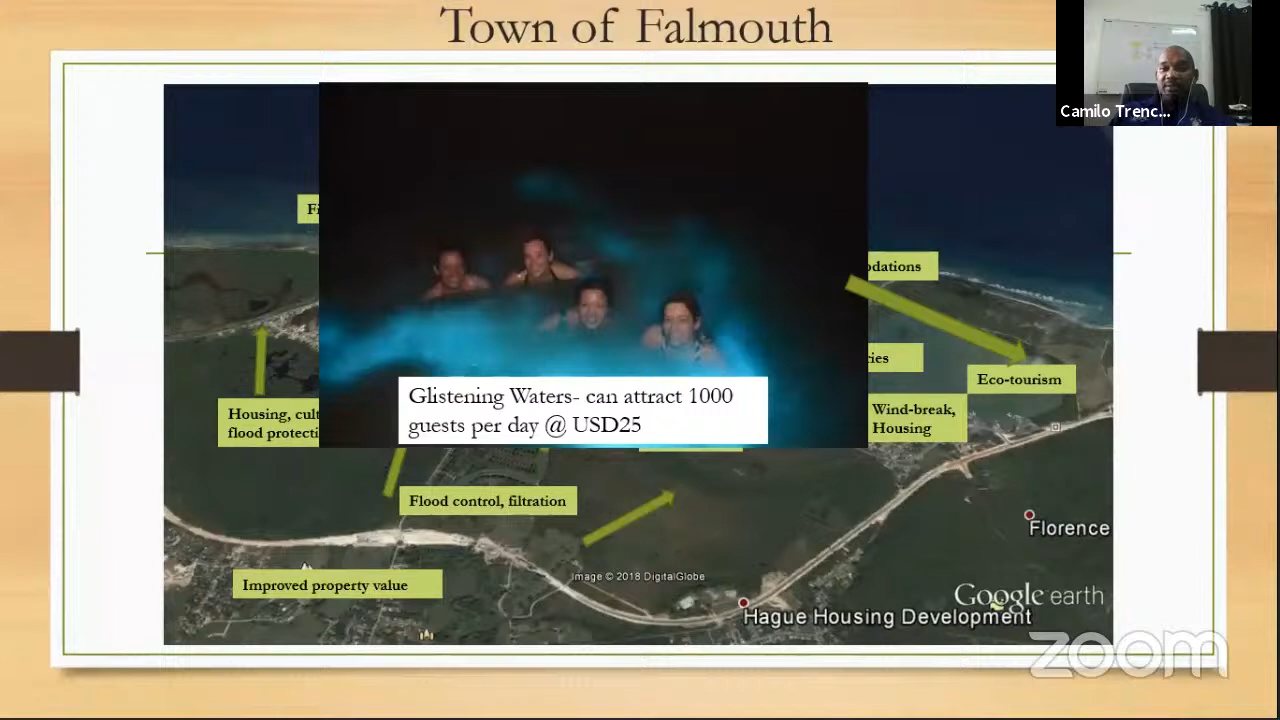 Town of Falmouth
Camilo Trenc...
Fi
odations
ries
Eco-tourism
Glistening Waters- can attract 1000
guests per day @ USD25
Wind-break,
Housing
Housing, cult
flood protecti
Flood control, filtration
Florence
Image © 2018 DigitalGlobe
Improved property value
Google earth
Hague Housing Development
zoom